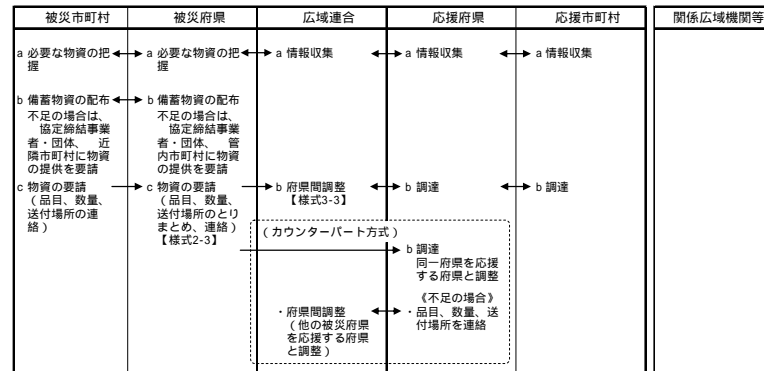 被災市町村
被災府県
広域連合
応援府県
応援市町村
関係広域機関等
a 必要な物資の把
握
a 必要な物資の把
握
a 情報収集
a 情報収集
a 情報収集
b 備蓄物資の配布
不足の場合は、
協定締結事業
者・団体、 近
隣市町村に物資
の提供を要請
b 備蓄物資の配布
不足の場合は、
協定締結事業
者・団体、 管
内市町村に物資
の提供を要請
c 物資の要請
（品目、数量、
送付場所の連
絡）
c 物資の要請
（品目、数量、
送付場所のとり
まとめ、連絡）
【様式2-3】
b 府県間調整
【様式3-3】
b 調達
b 調達
（カウンターパート方式）
b 調達
同一府県を応援
する府県と調整
《不足の場合》
・品目、数量、送
付場所を連絡
・府県間調整
（他の被災府県
を応援する府県
と調整）